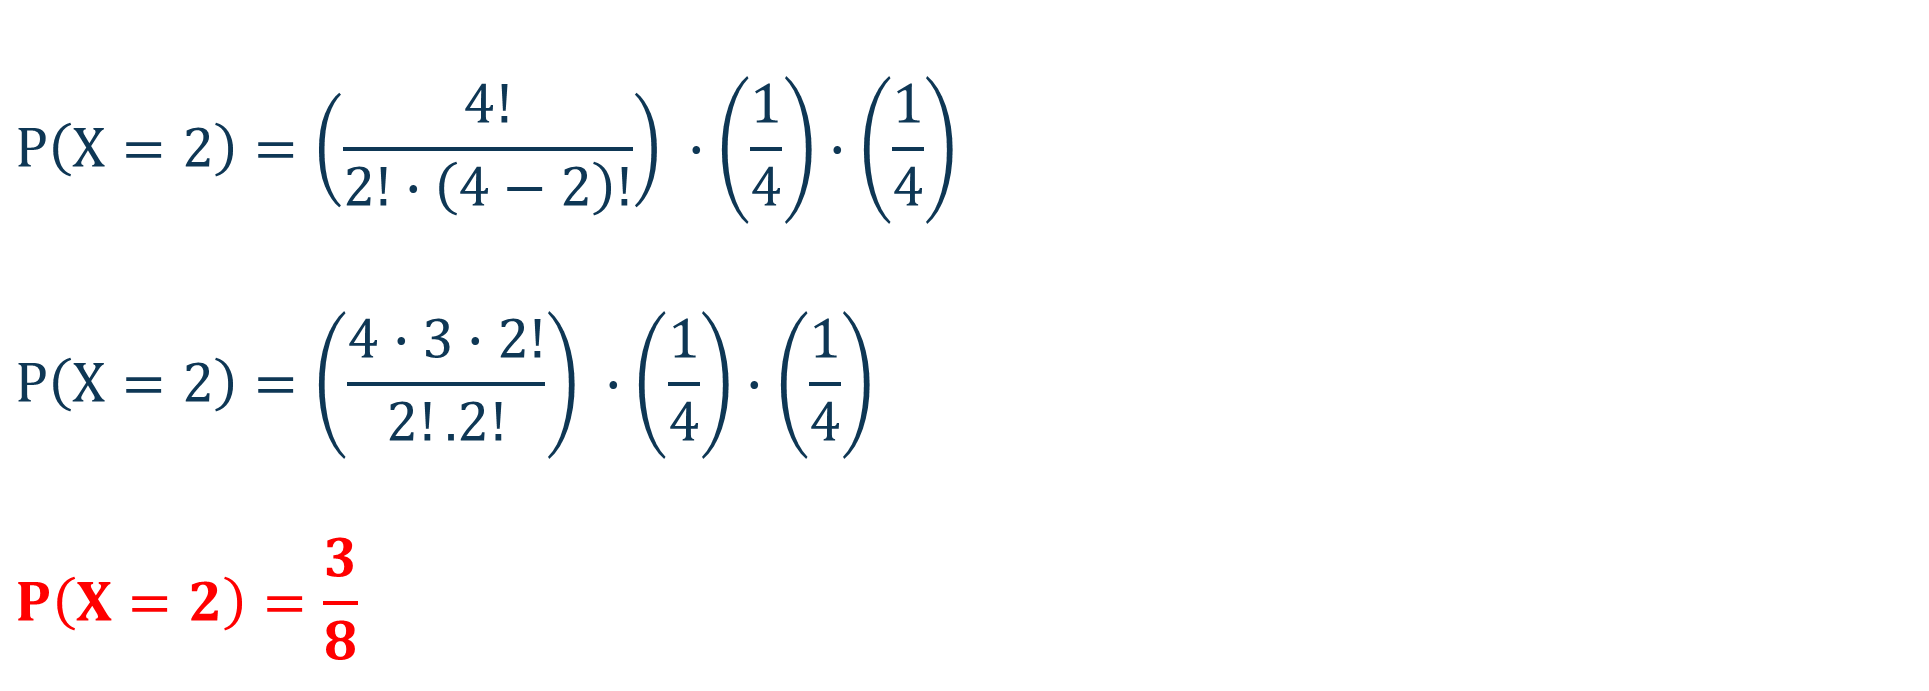 P(X = 2) = (4! / 2! · (4 − 2)!) · (1/4) · (1/4)
P(X = 2) = (4 · 3 · 2! / 2! .2!) · (1/4) · (1/4)
P(X = 2) = 3/8